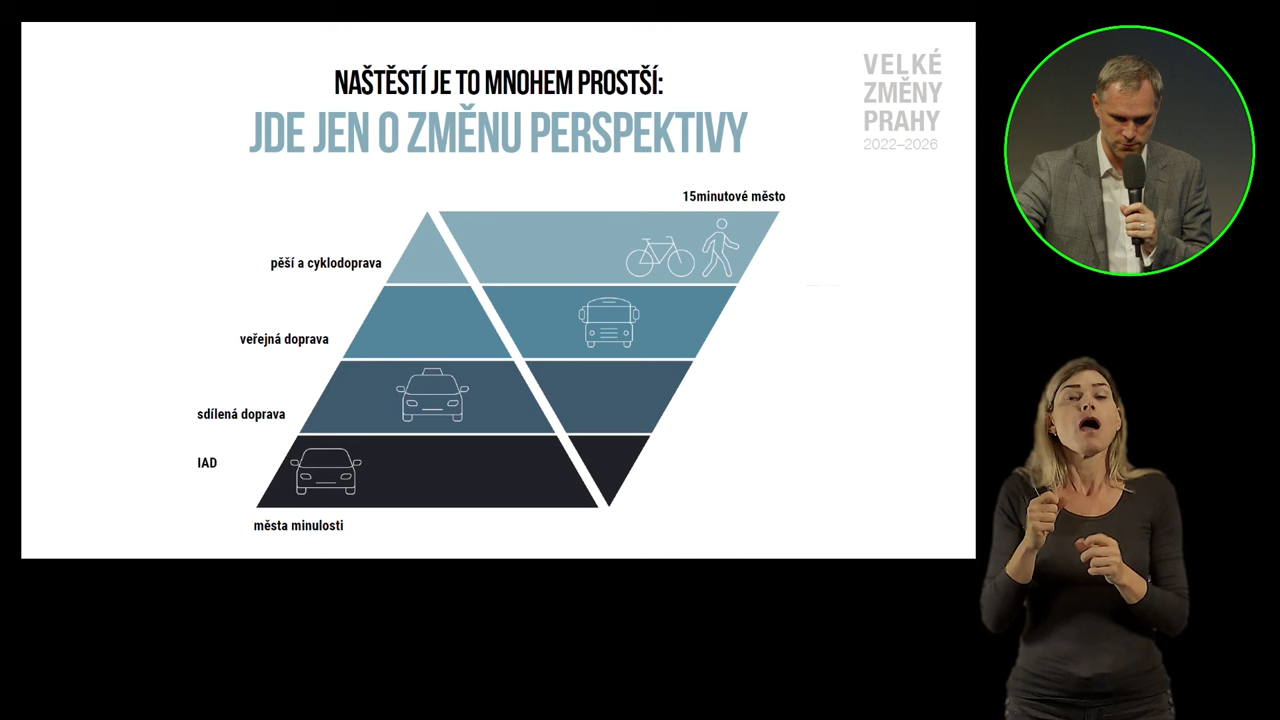 NAŠTĚSTÍ JE TO MNOHEM PROSTŠÍ:
JDE JEN O ZMĚNU PERSPEKTIVY
VELKÉ
ZMĚNY
PRAHY
2022–2026
15minutové město
pěší a cyklodoprava
veřejná doprava
sdílená doprava
IAD
města minulosti